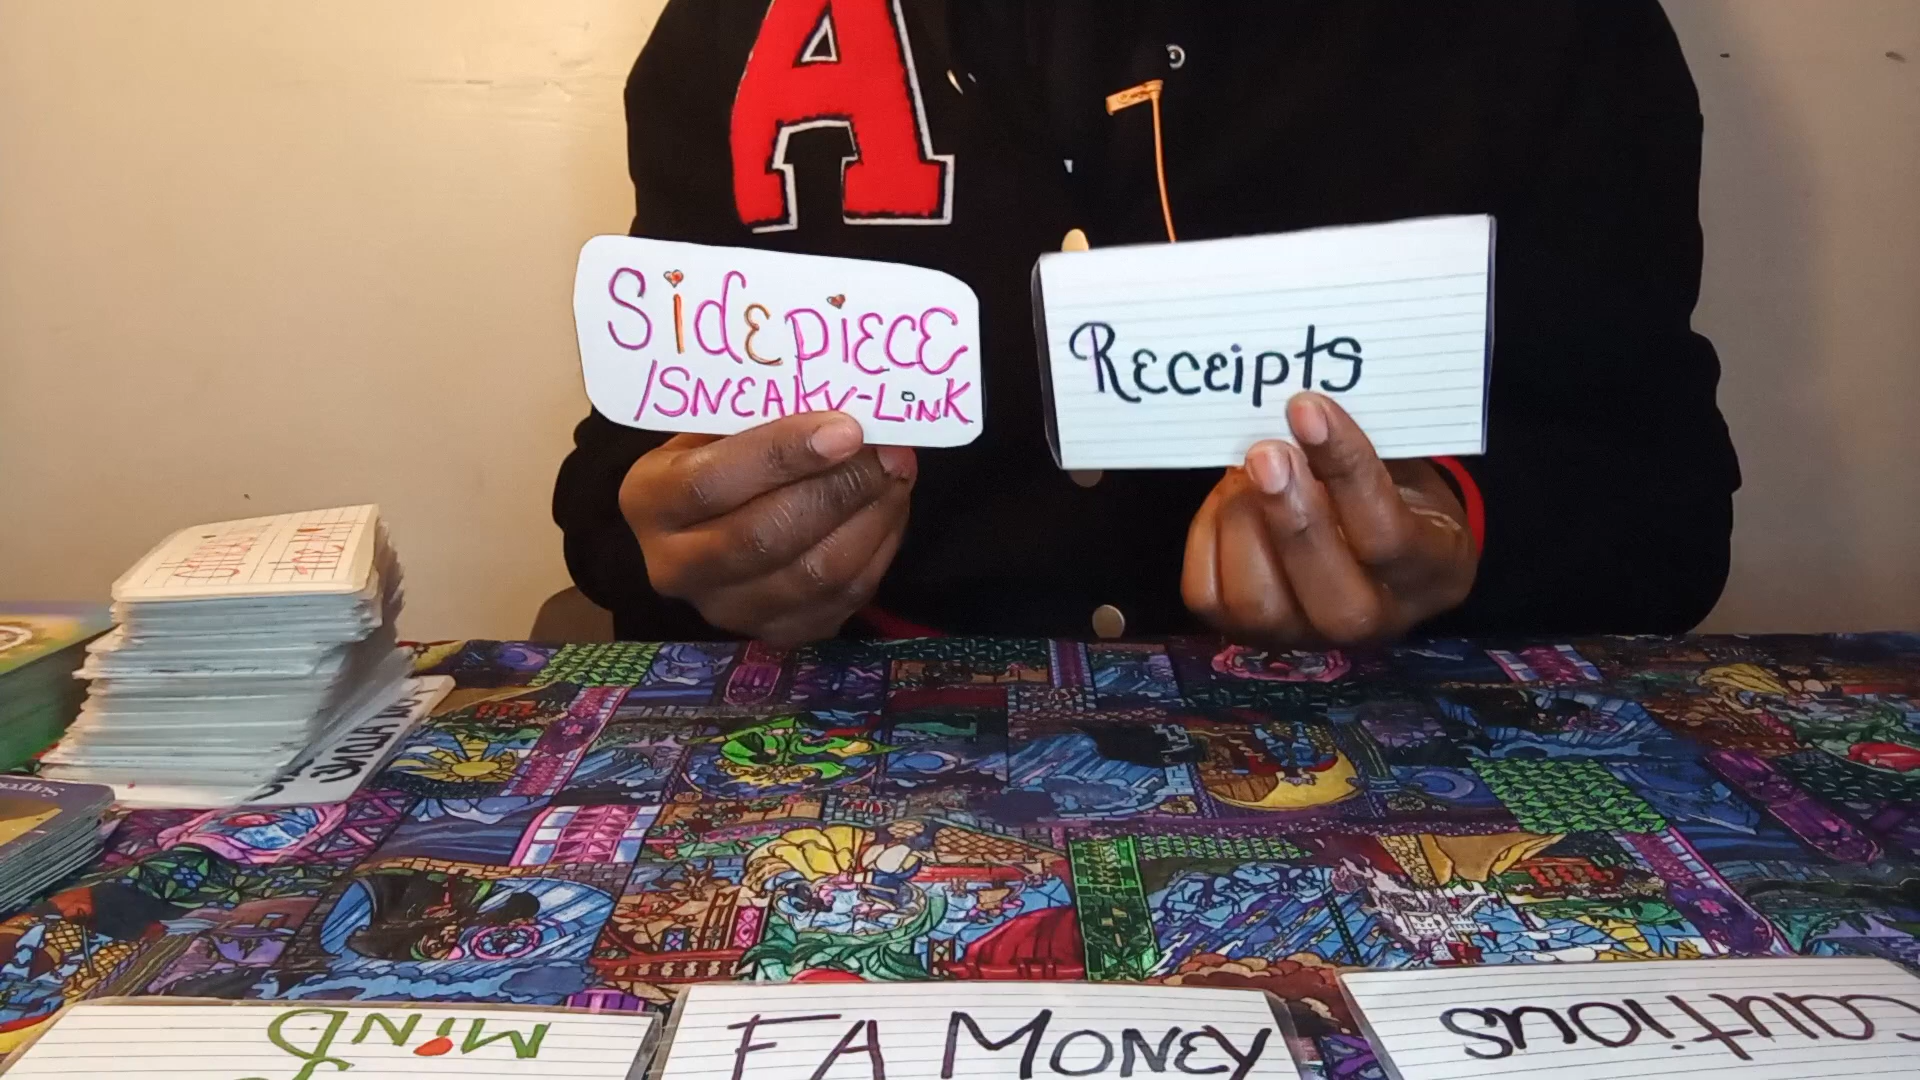 A
Sidepiece
/SNEAKy-LiNK
Receipts
MiND
FA MONEY
cautious